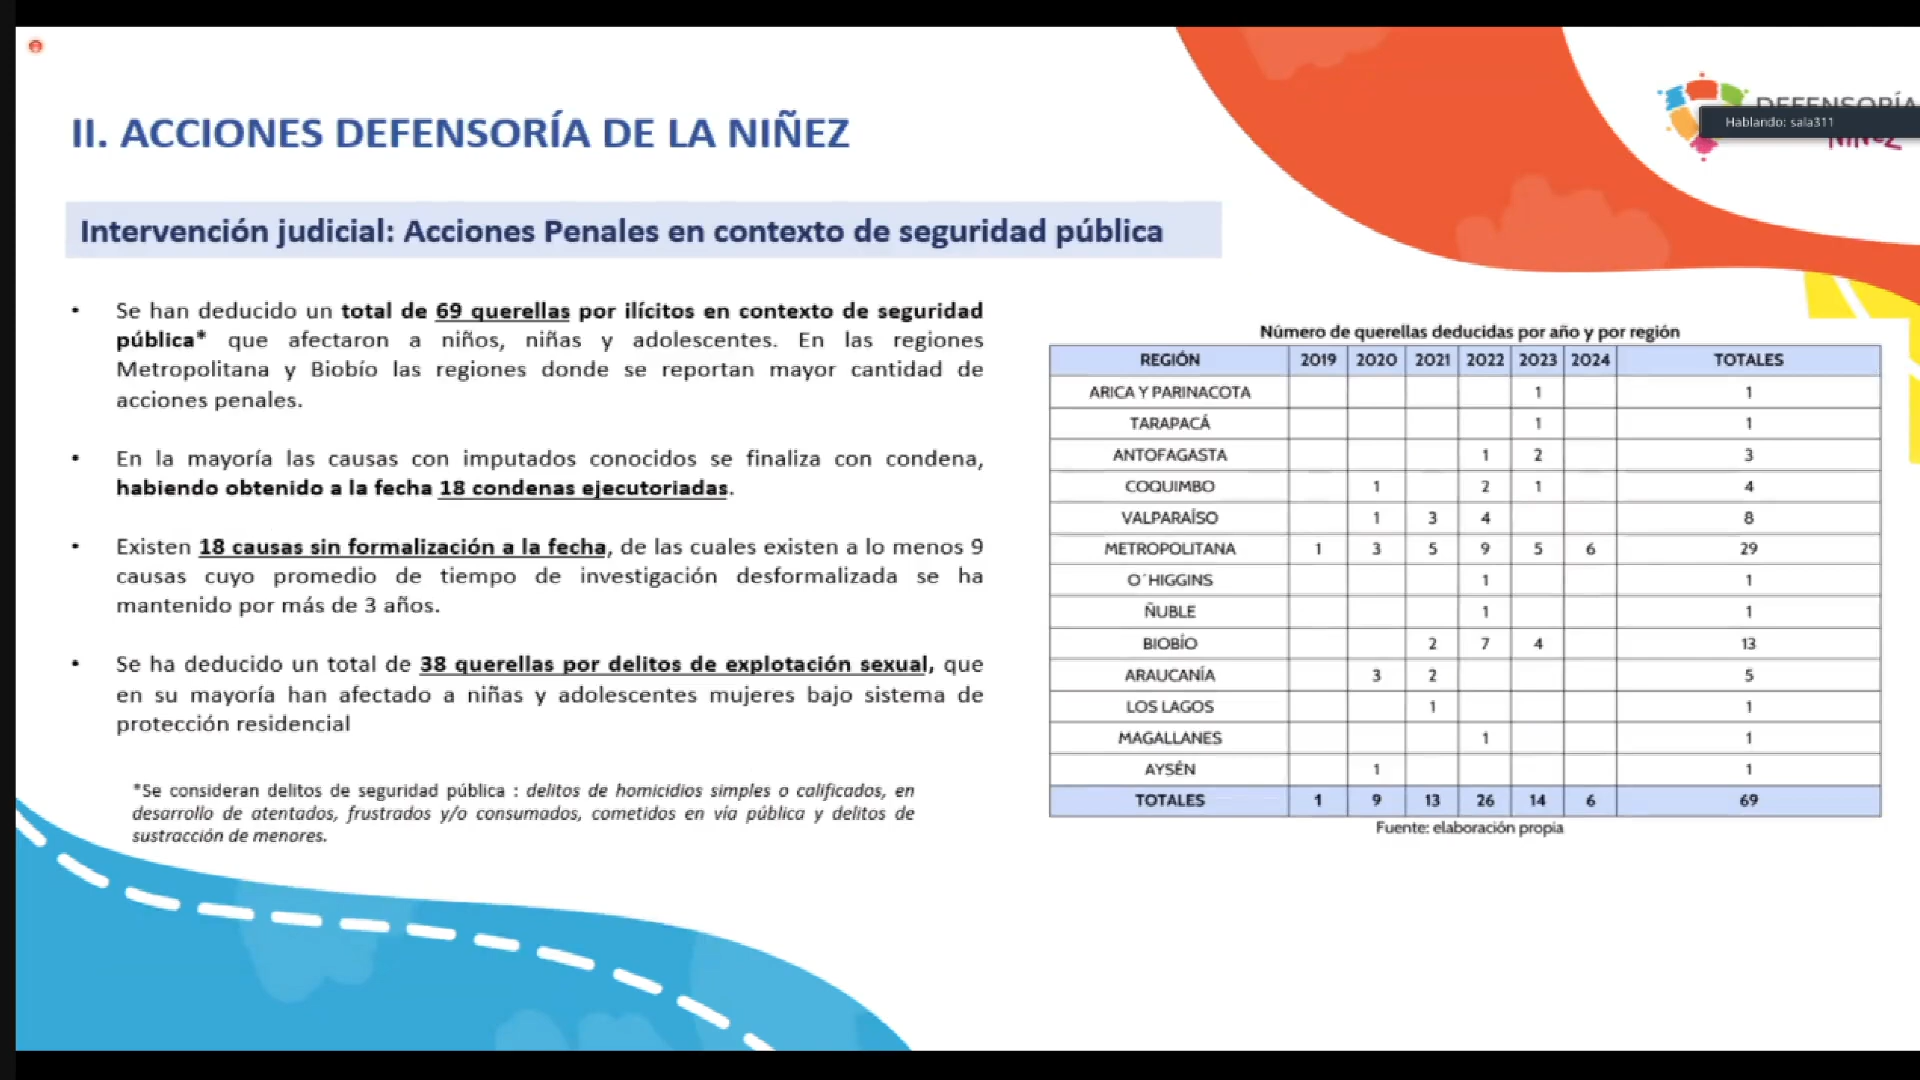 II. ACCIONES DEFENSORÍA DE LA NIÑEZ
Hablando: sala311
Intervención judicial: Acciones Penales en contexto de seguridad pública
• Se han deducido un total de 69 querellas por ilícitos en contexto de seguridad
pública* que afectaron a niños, niñas y adolescentes. En las regiones
Metropolitana y Biobío las regiones donde se reportan mayor cantidad de
acciones penales.
• En la mayoría las causas con imputados conocidos se finaliza con condena,
habiendo obtenido a la fecha 18 condenas ejecutoriadas.
• Existen 18 causas sin formalización a la fecha, de las cuales existen a lo menos 9
causas cuyo promedio de tiempo de investigación desformalizada se ha
mantenido por más de 3 años.
• Se ha deducido un total de 38 querellas por delitos de explotación sexual, que
en su mayoría han afectado a niñas y adolescentes mujeres bajo sistema de
protección residencial
*Se consideran delitos de seguridad pública : delitos de homicidios simples o calificados, en
desarrollo de atentados, frustrados y/o consumados, cometidos en vía pública y delitos de
sustracción de menores.
Número de querellas deducidas por año y por región
REGIÓN 2019 2020 2021 2022 2023 2024 TOTALES
ARICA Y PARINACOTA 1 1
TARAPACÁ 1 1
ANTOFAGASTA 1 2 3
COQUIMBO 1 2 1 4
VALPARAÍSO 1 3 4 8
METROPOLITANA 1 3 5 9 5 6 29
O´HIGGINS 1 1
ÑUBLE 1 1
BIOBÍO 2 7 4 13
ARAUCANÍA 3 2 5
LOS LAGOS 1 1
MAGALLANES 1 1
AYSÉN 1 1
TOTALES 1 9 13 26 14 6 69
Fuente: elaboración propia